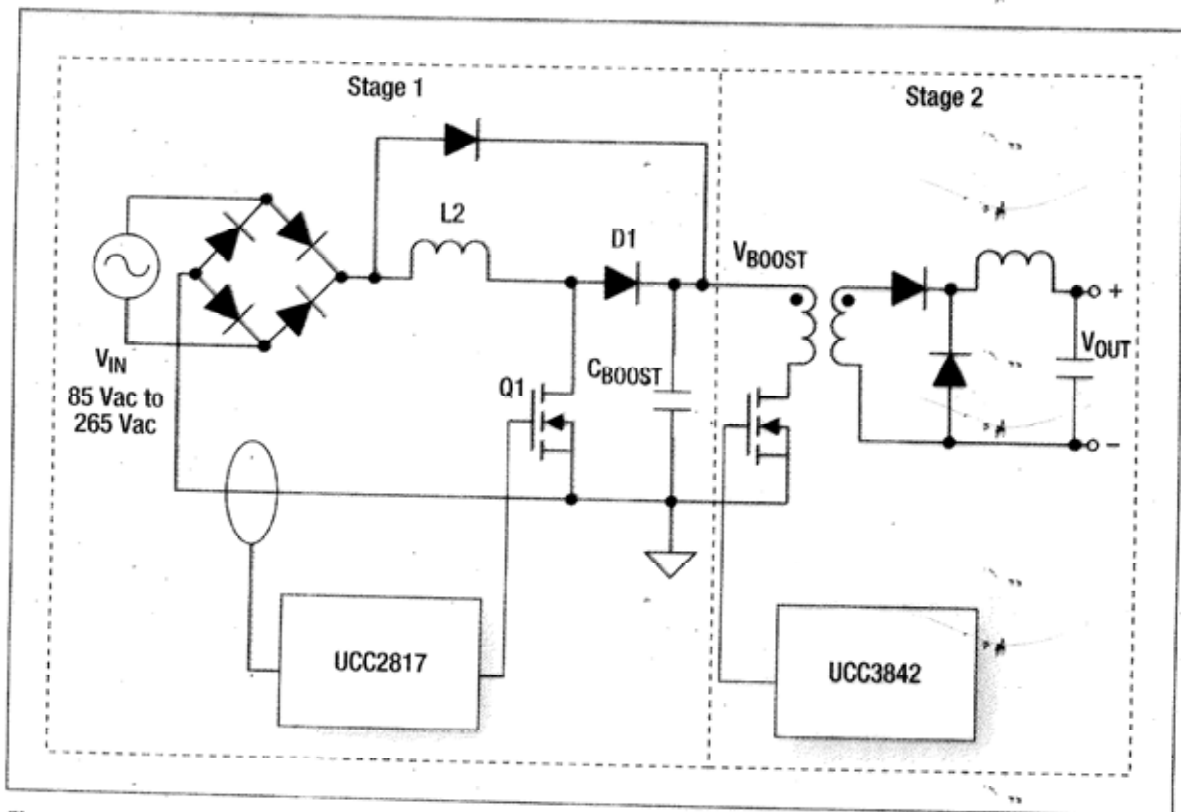 Stage 1
Stage 2
L2
D1
VBOOST
VIN
85 Vac to
265 Vac
Q1
CBOOST
VOUT
+
−
UCC2817
UCC3842